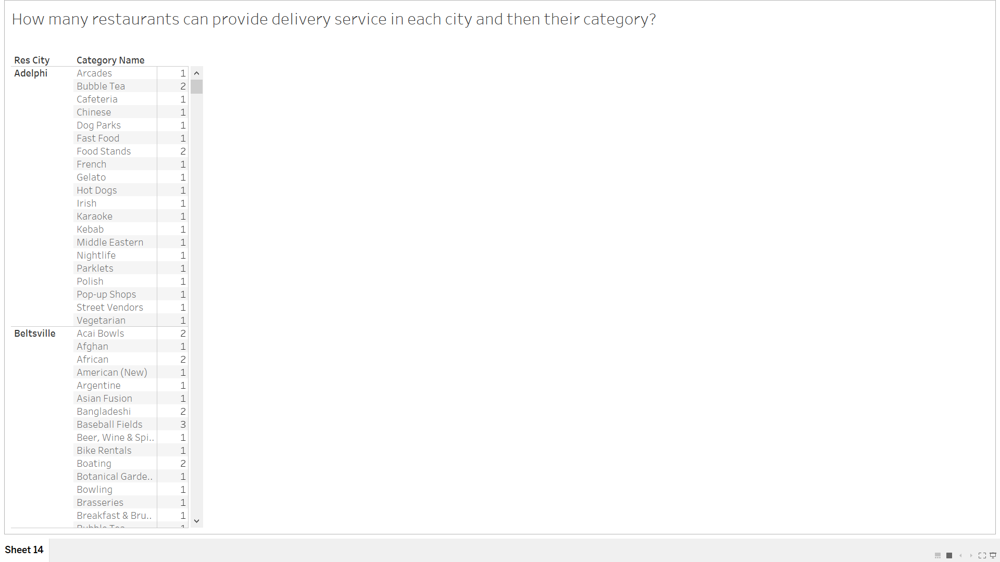 How many restaurants can provide delivery service in each city and then their category?
Res City Category Name
Adelphi Arcades 1
Bubble Tea 2
Cafeteria 1
Chinese 1
Dog Parks 1
Fast Food 1
Food Stands 2
French 1
Gelato 1
Hot Dogs 1
Irish 1
Karaoke 1
Kebab 1
Middle Eastern 1
Nightlife 1
Parklets 1
Polish 1
Pop-up Shops 1
Street Vendors 1
Vegetarian 1
Beltsville Acai Bowls 2
Afghan 1
African 2
American (New) 1
Argentine 1
Asian Fusion 1
Bangladeshi 2
Baseball Fields 3
Beer, Wine & Spi.. 1
Bike Rentals 1
Boating 2
Botanical Garde.. 1
Bowling 1
Brasseries 1
Breakfast & Bru.. 1
Bubble Tea 1
Sheet 14